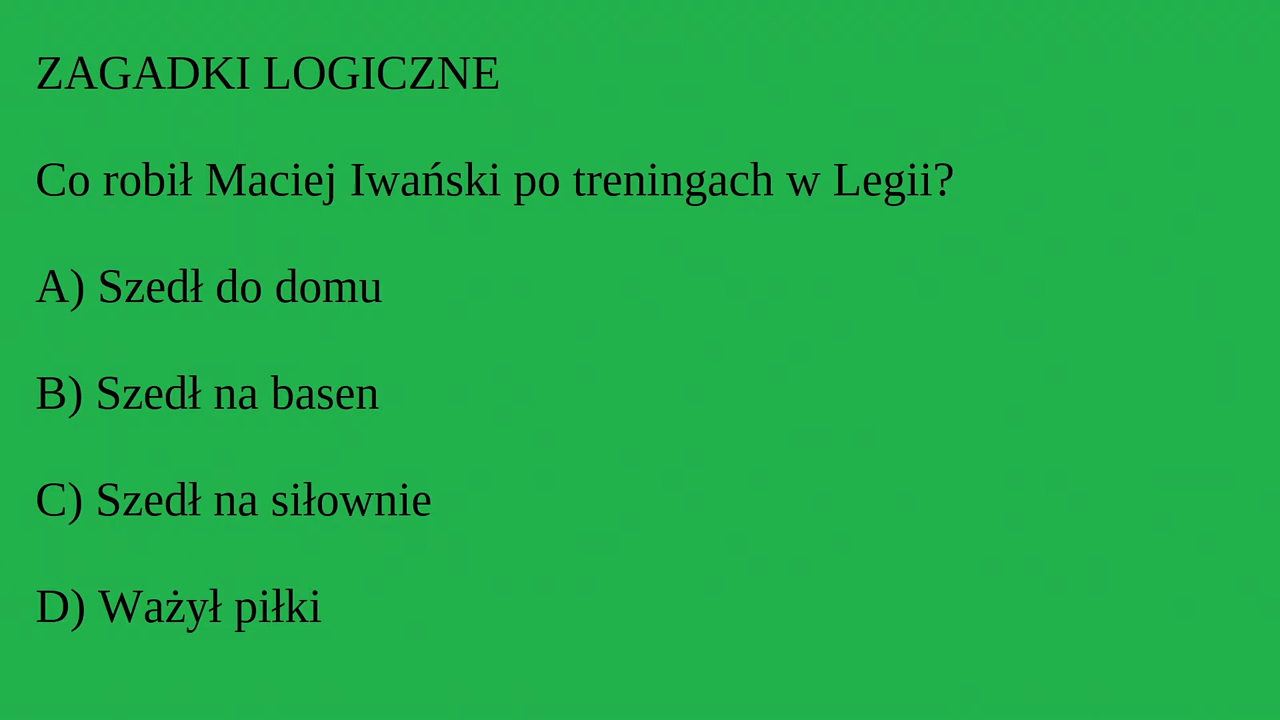 ZAGADKI LOGICZNE
Co robił Maciej Iwański po treningach w Legii?
A) Szedł do domu
B) Szedł na basen
C) Szedł na siłownie
D) Ważył piłki